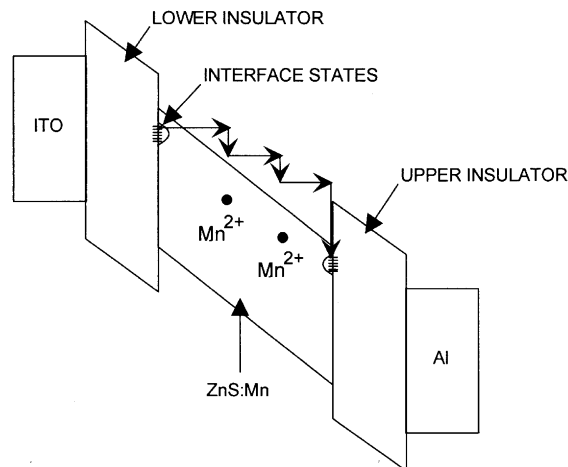 LOWER INSULATOR
INTERFACE STATES
ITO
UPPER INSULATOR
Mn2+
Mn2+
Al
ZnS:Mn